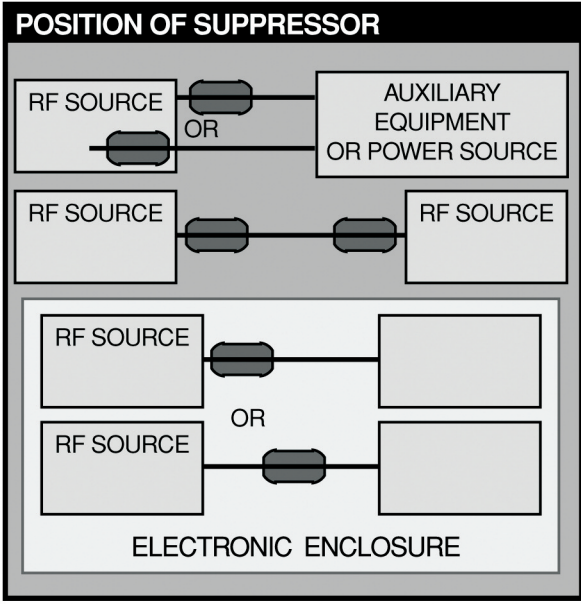 POSITION OF SUPPRESSOR
RF SOURCE
OR
AUXILIARY
EQUIPMENT
OR POWER SOURCE
RF SOURCE
RF SOURCE
RF SOURCE
OR
RF SOURCE
ELECTRONIC ENCLOSURE